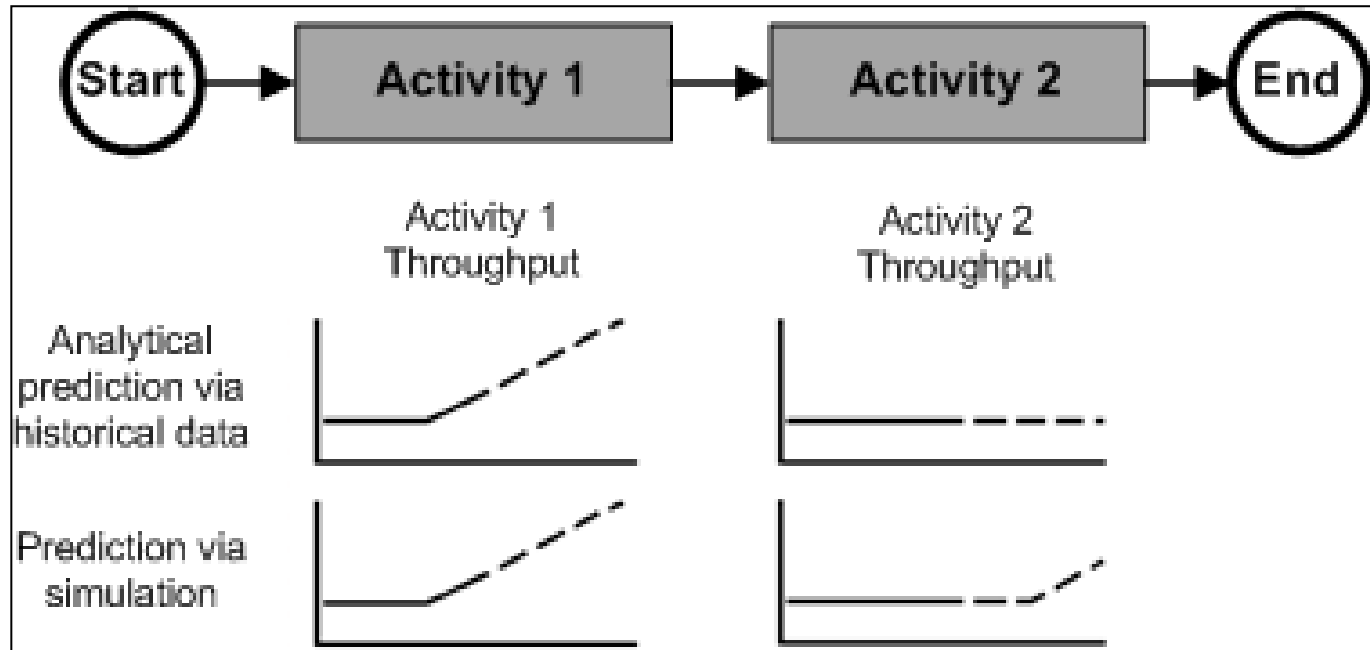 Start
Activity 1
Activity 2
End
Activity 1
Throughput
Activity 2
Throughput
Analytical
prediction via
historical data
Prediction via
simulation